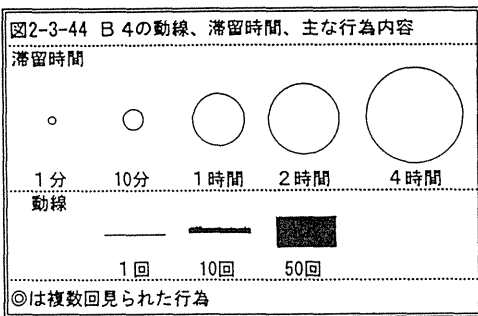 図2-3-44 B4の動線、滞留時間、主な行為内容
滞留時間
1分 10分 1時間 2時間 4時間
動線
1回 10回 50回
◎は複数回見られた行為